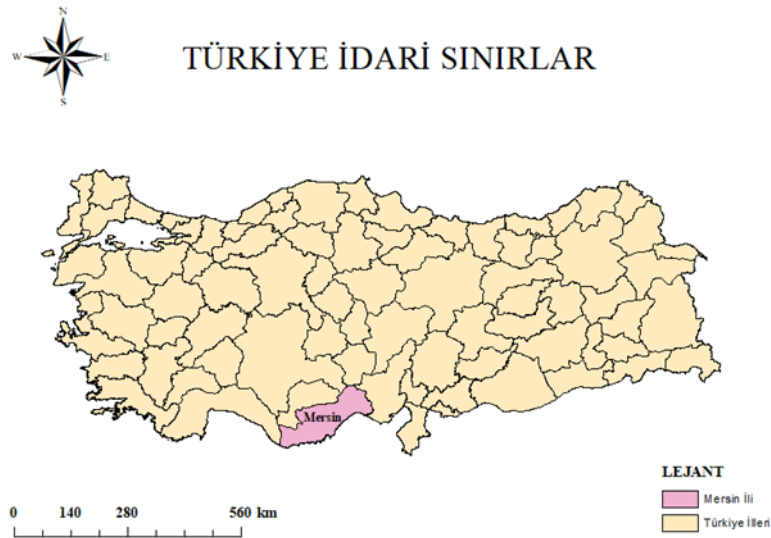 N
W E
S
TÜRKİYE İDARİ SINIRLAR
Mersin
LEJANT
Mersin İli
Türkiye İlleri
0 140 280 560 km